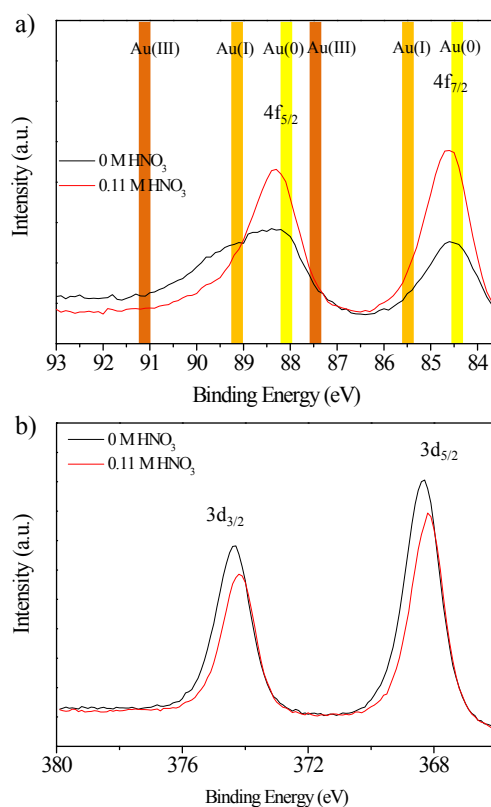 a)
Au(III) Au(I) Au(0) Au(III) Au(I) Au(0)
4f5/2 4f7/2
0 M HNO3
0.11 M HNO3
Intensity (a.u.)
93 92 91 90 89 88 87 86 85 84
Binding Energy (eV)
b)
0 M HNO3
0.11 M HNO3
3d3/2 3d5/2
Intensity (a.u.)
380 376 372 368
Binding Energy (eV)